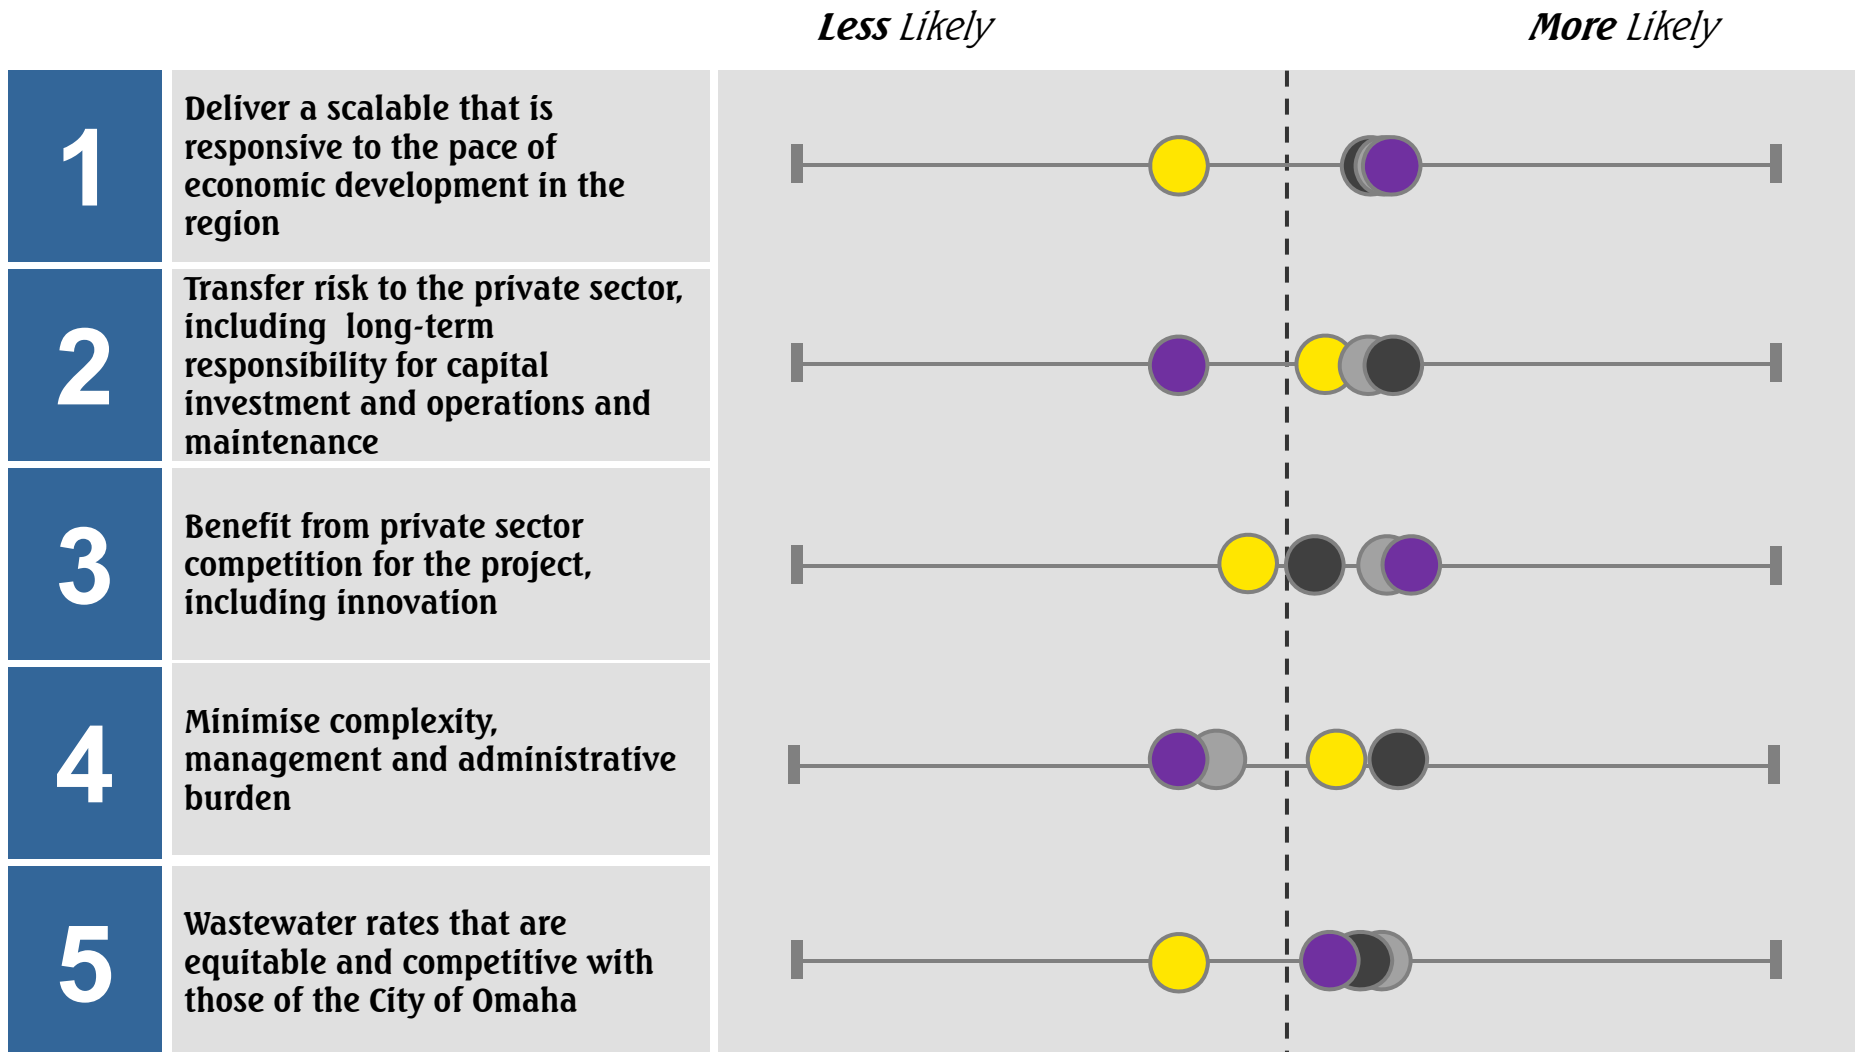 Less Likely
More Likely
1
Deliver a scalable that is
responsive to the pace of
economic development in the
region
2
Transfer risk to the private sector,
including  long-term
responsibility for capital
investment and operations and
maintenance
3
Benefit from private sector
competition for the project,
including innovation
4
Minimise complexity,
management and administrative
burden
5
Wastewater rates that are
equitable and competitive with
those of the City of Omaha